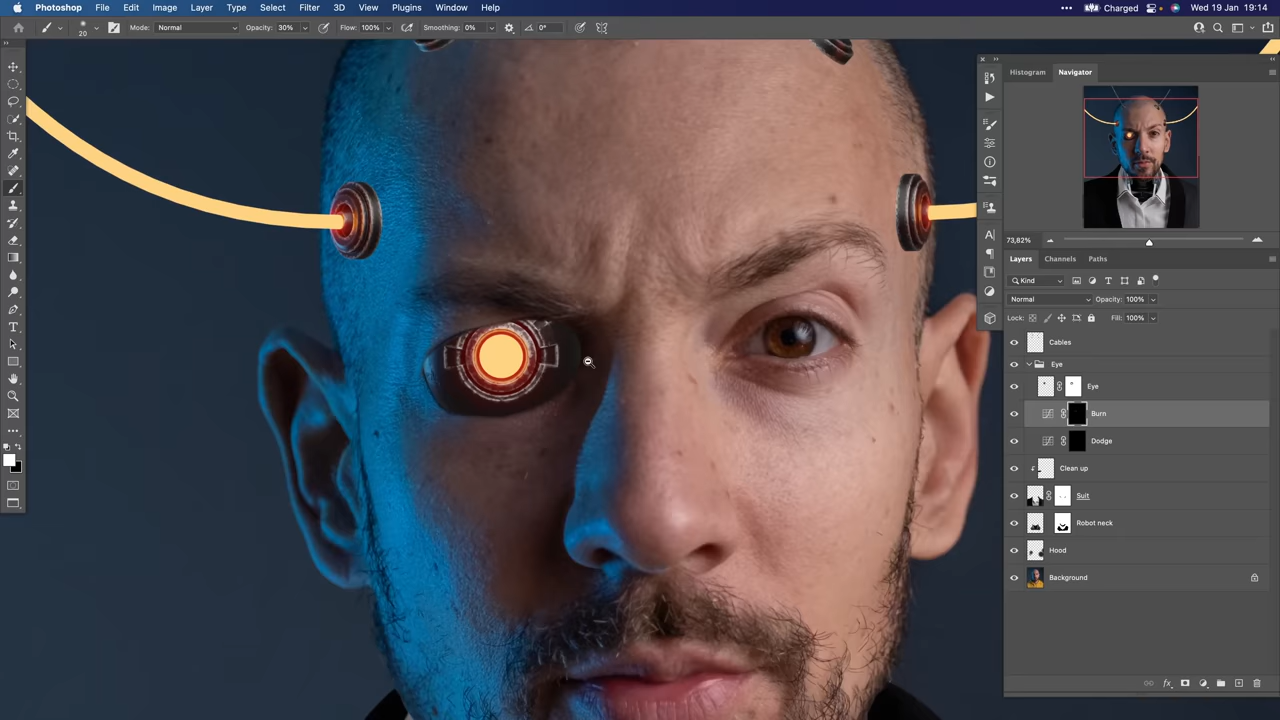 Photoshop File Edit Image Layer Type Select Filter 3D View Plugins Window Help Charged Wed 19 Jan 19:14
20 Mode: Normal Opacity: 30% Flow: 100% Smoothing: 0% 0°
Histogram Navigator
73,82%
Layers Channels Paths
Kind
Normal Opacity: 100%
Lock: Fill: 100%
Cables
Eye
Eye
Burn
Dodge
Clean up
Suit
Robot neck
Hood
Background